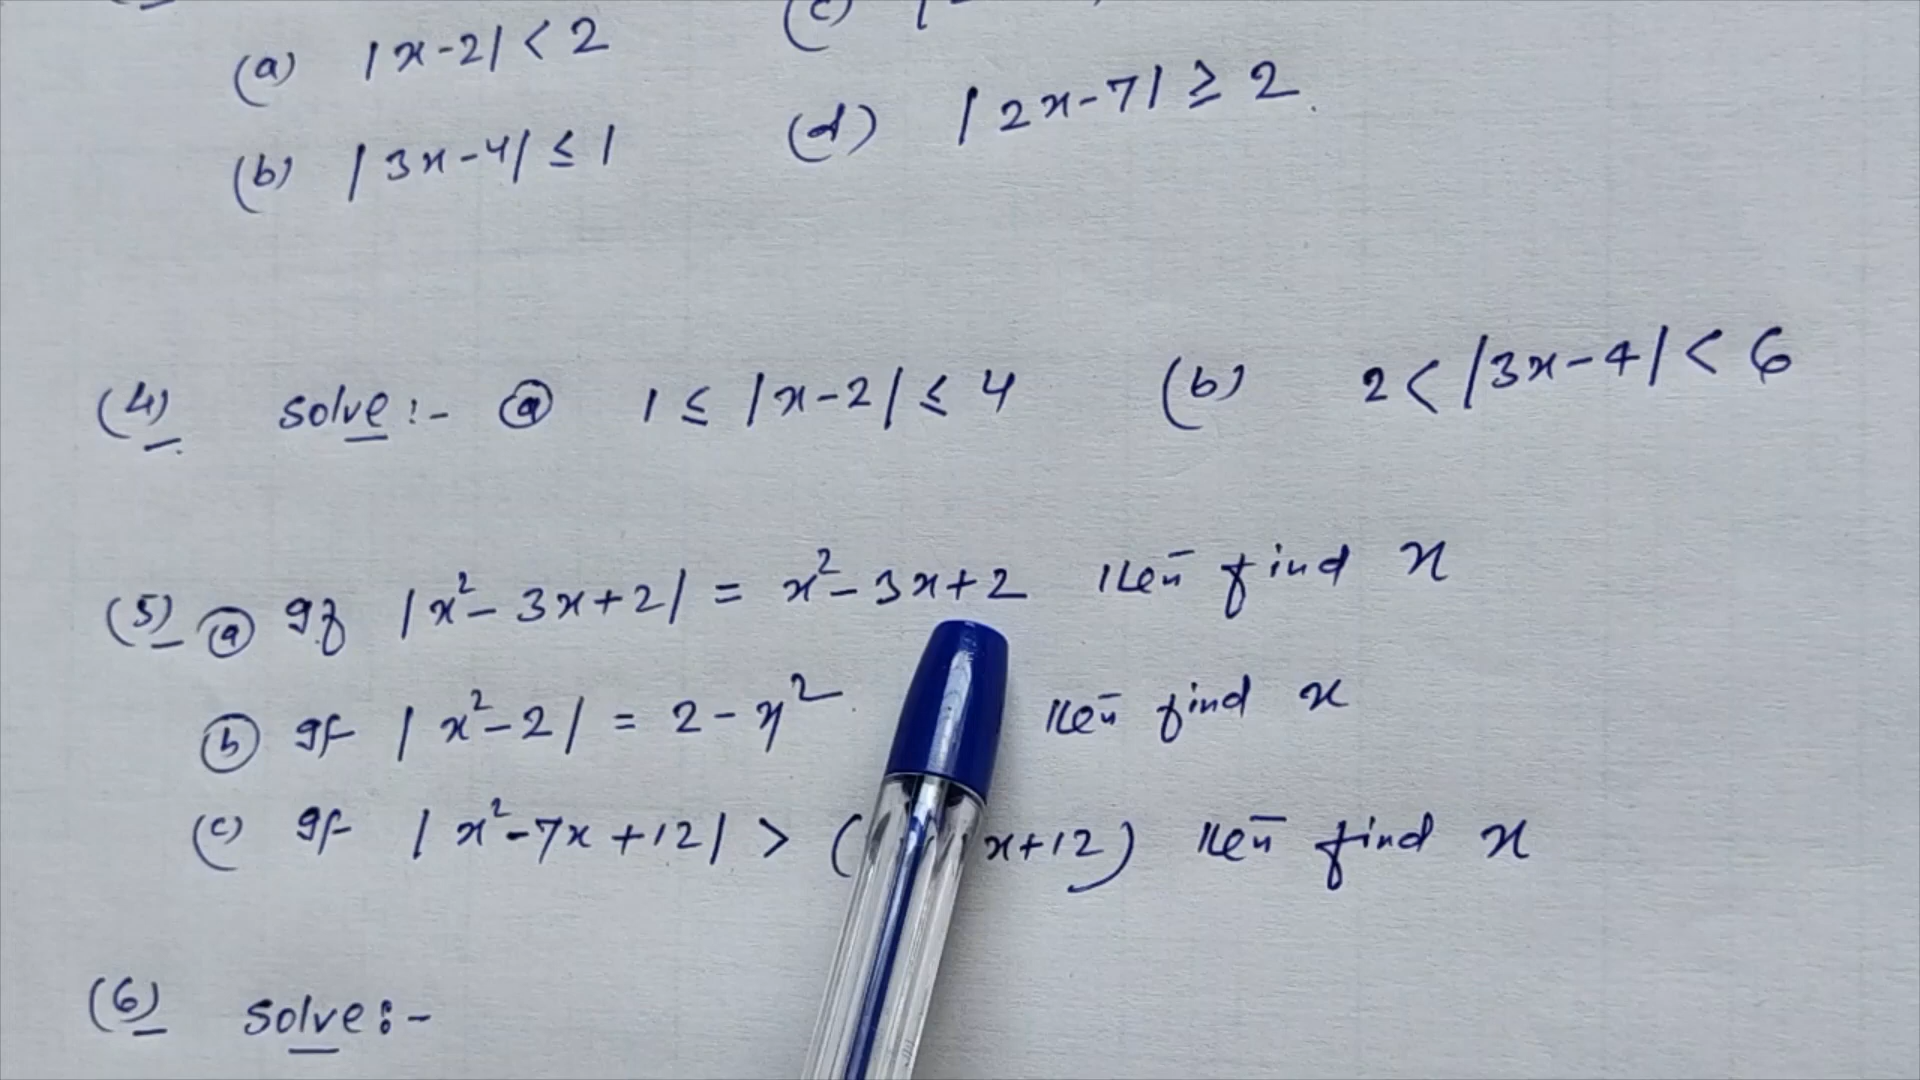 (a) |x-2| < 2 (c)
(b) |3x-4| ≤ 1 (d) |2x-7| ≥ 2.
(4) Solve:- (a) 1 ≤ |x-2| ≤ 4 (b) 2 < |3x-4| < 6
(5) (a) If |x²-3x+2| = x²-3x+2 then find x
(b) If |x²-2| = 2-x². then find x
(c) If |x²-7x+12| > ( x+12) then find x
(6) Solve:-